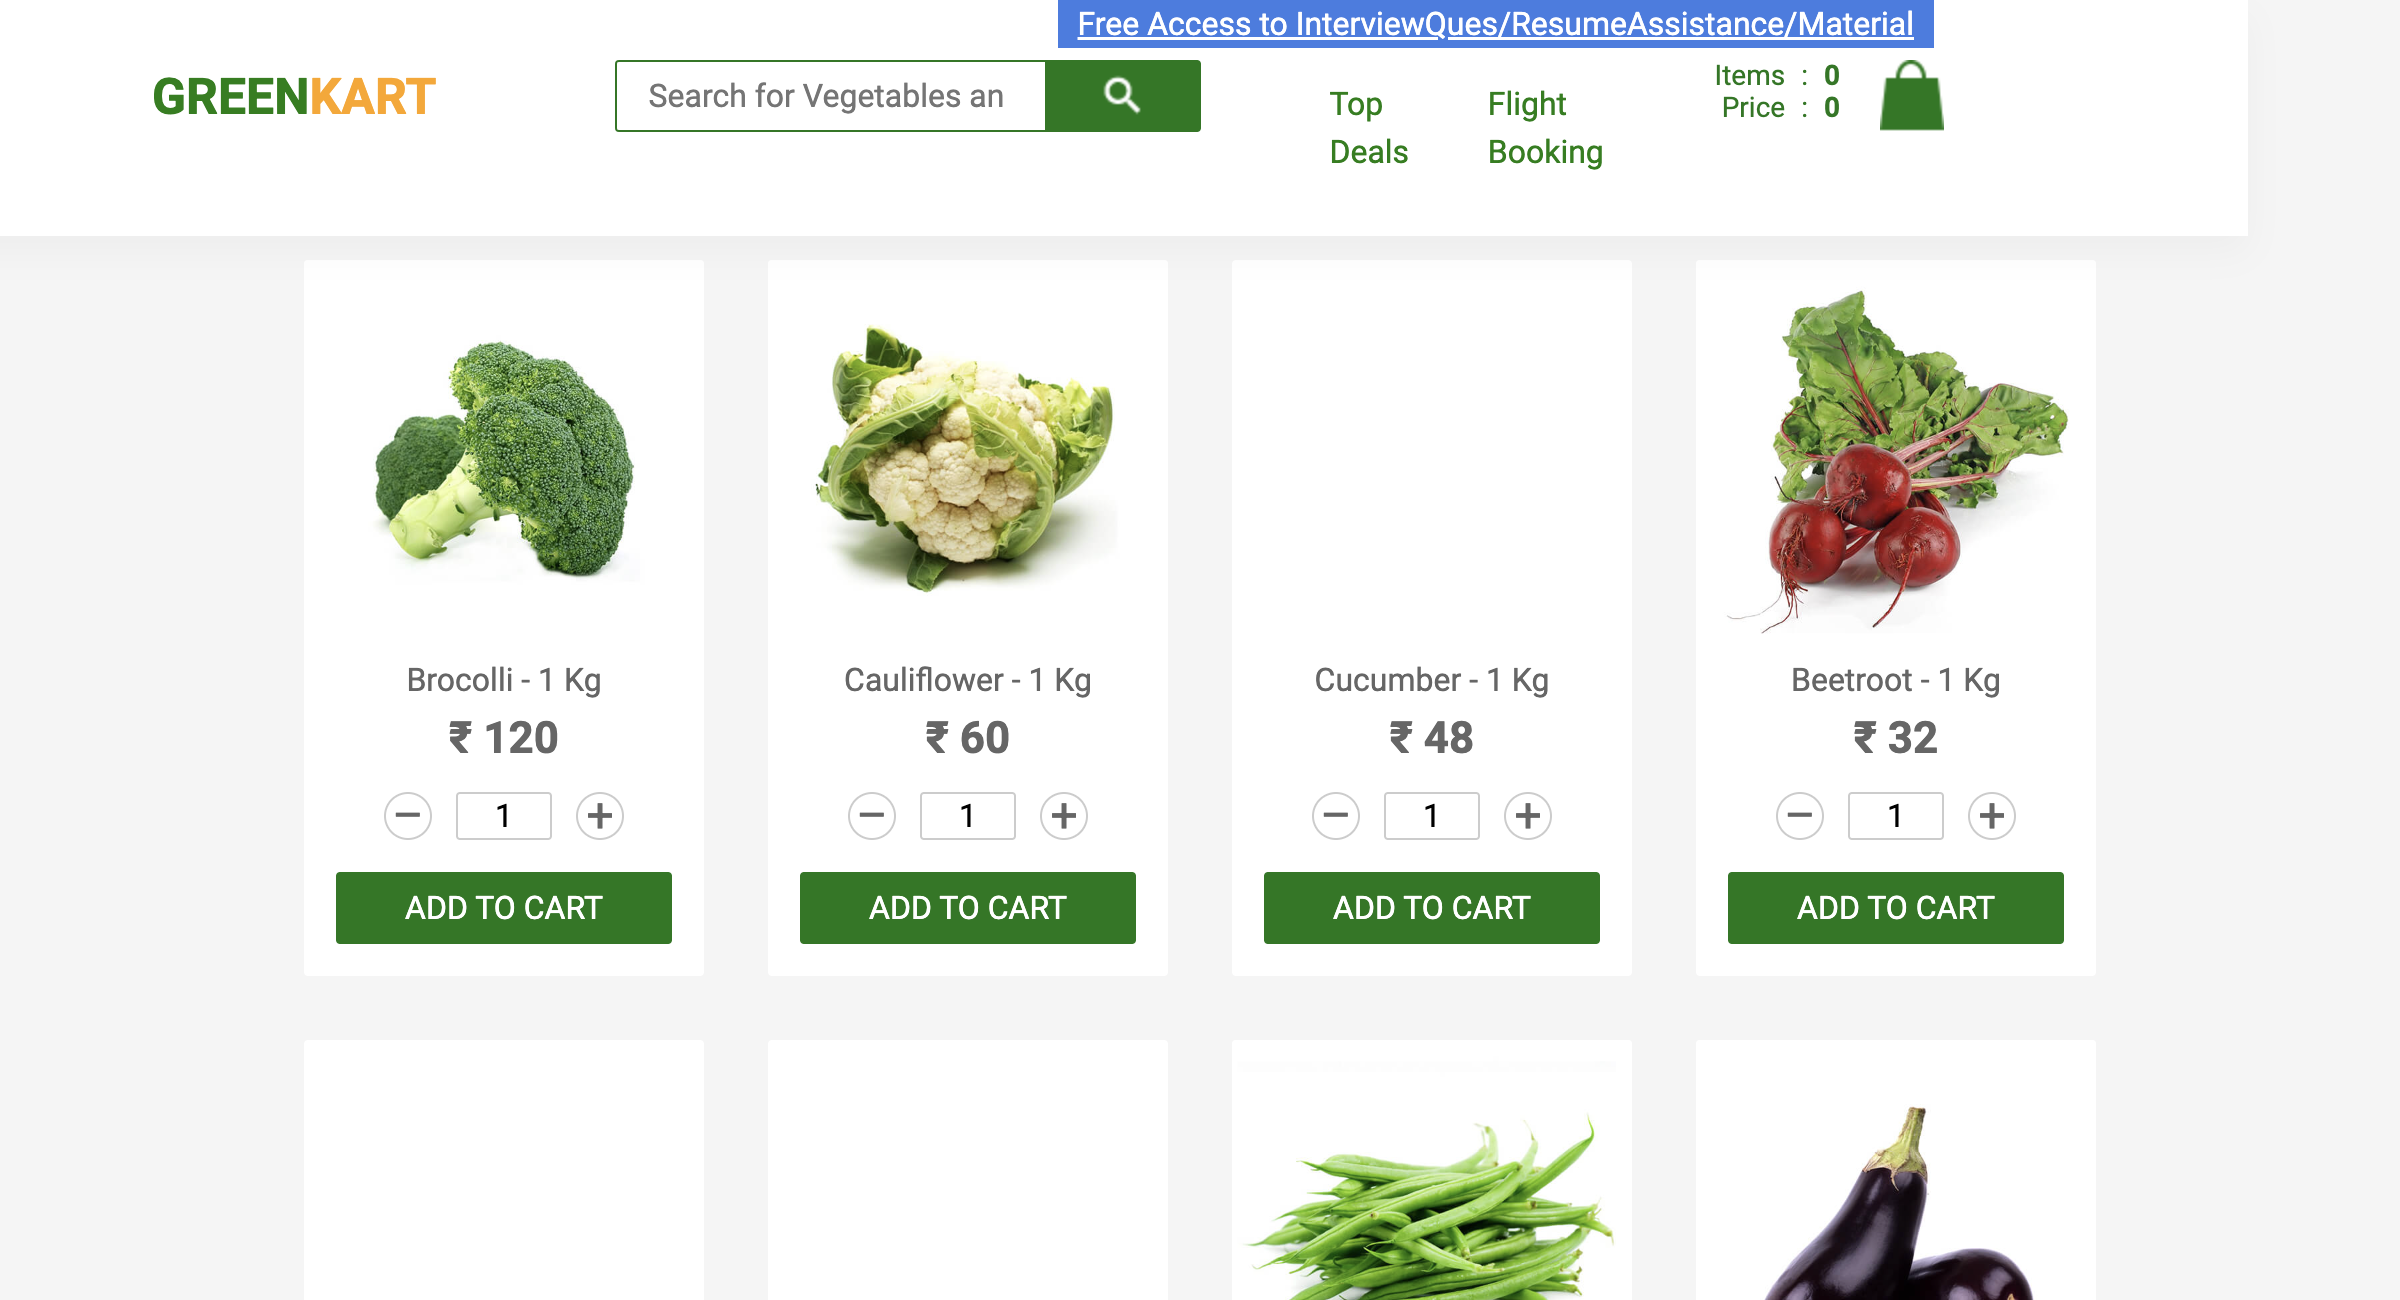 Free Access to InterviewQues/ResumeAssistance/Material
GREENKART
Search for Vegetables an
Top Deals
Flight Booking
Items : 0
Price : 0
Brocolli - 1 Kg
₹ 120
1
ADD TO CART
Cauliflower - 1 Kg
₹ 60
1
ADD TO CART
Cucumber - 1 Kg
₹ 48
1
ADD TO CART
Beetroot - 1 Kg
₹ 32
1
ADD TO CART